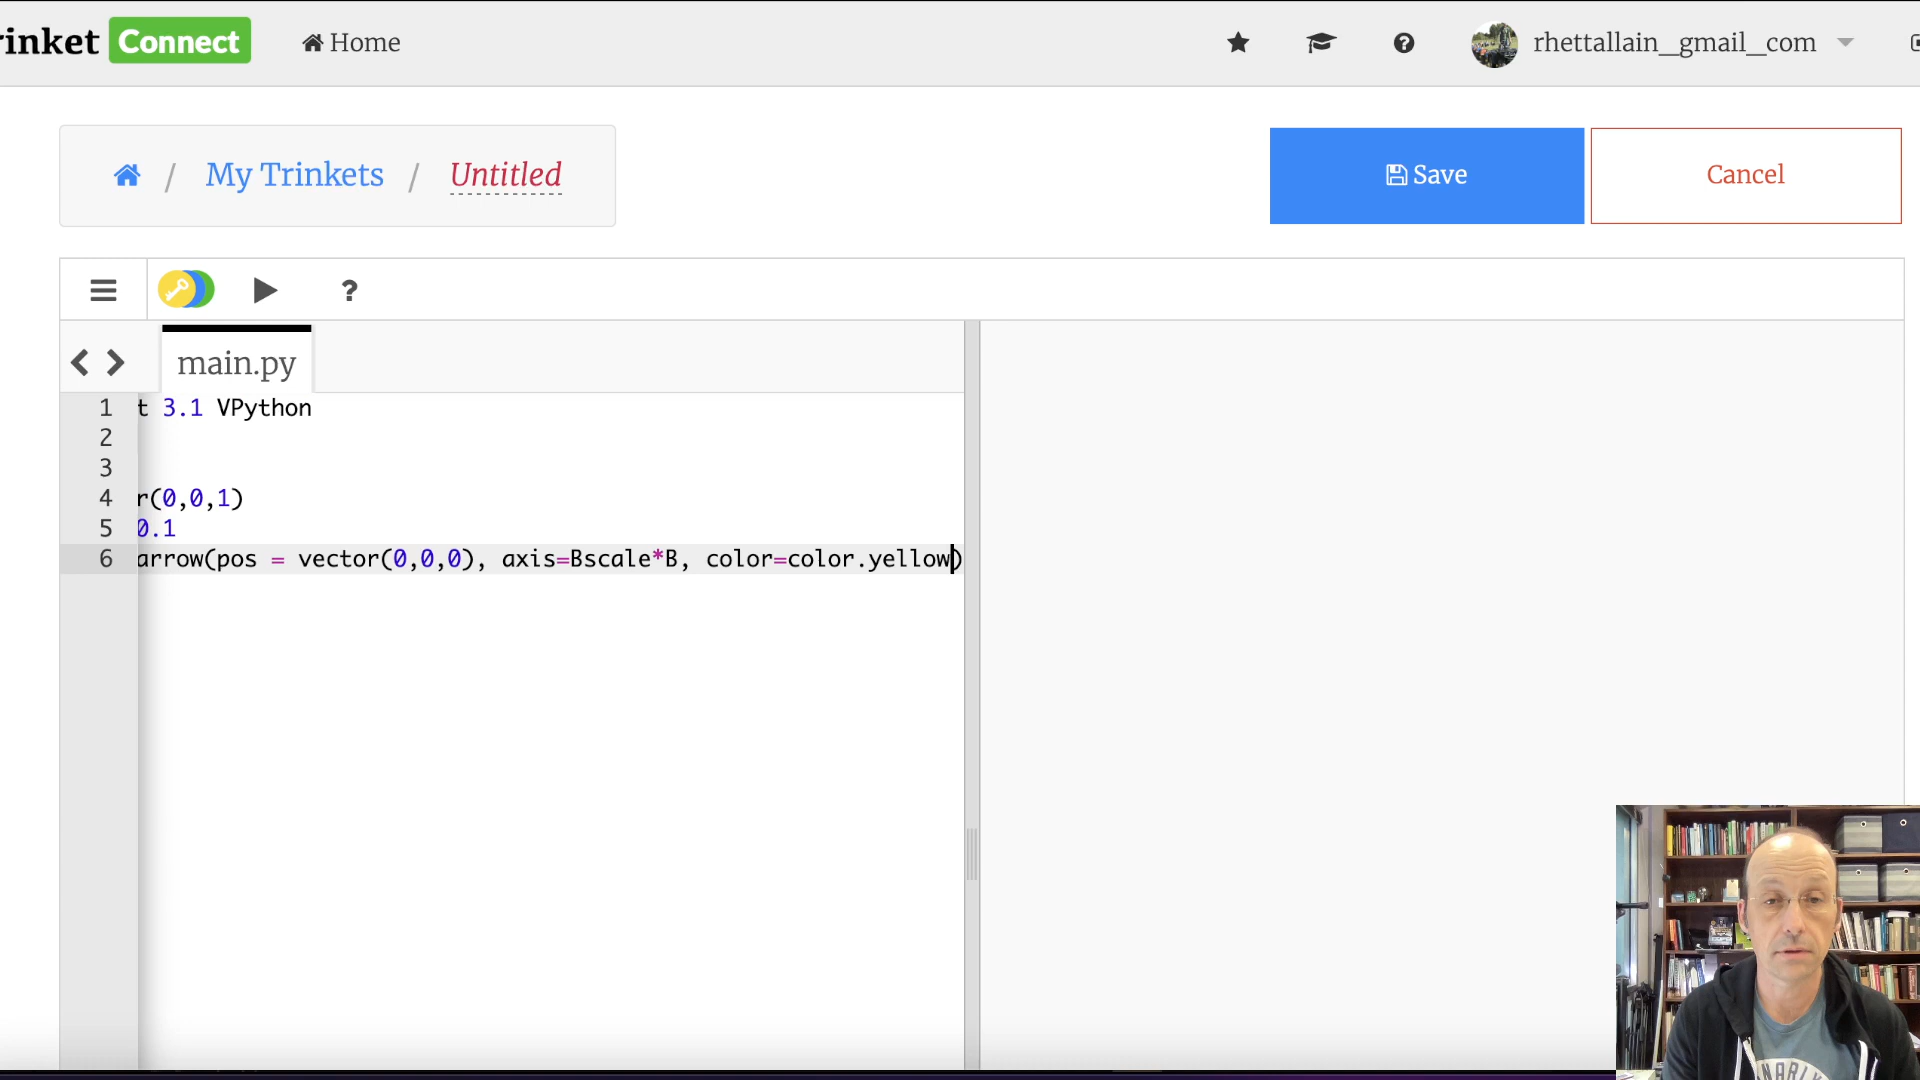 rinket Connect Home rhettallain_gmail_com
/ My Trinkets / Untitled Save Cancel
?
main.py
1 t 3.1 VPython
2
3
4 r(0,0,1)
5 0.1
6 arrow(pos = vector(0,0,0), axis=Bscale*B, color=color.yellow)